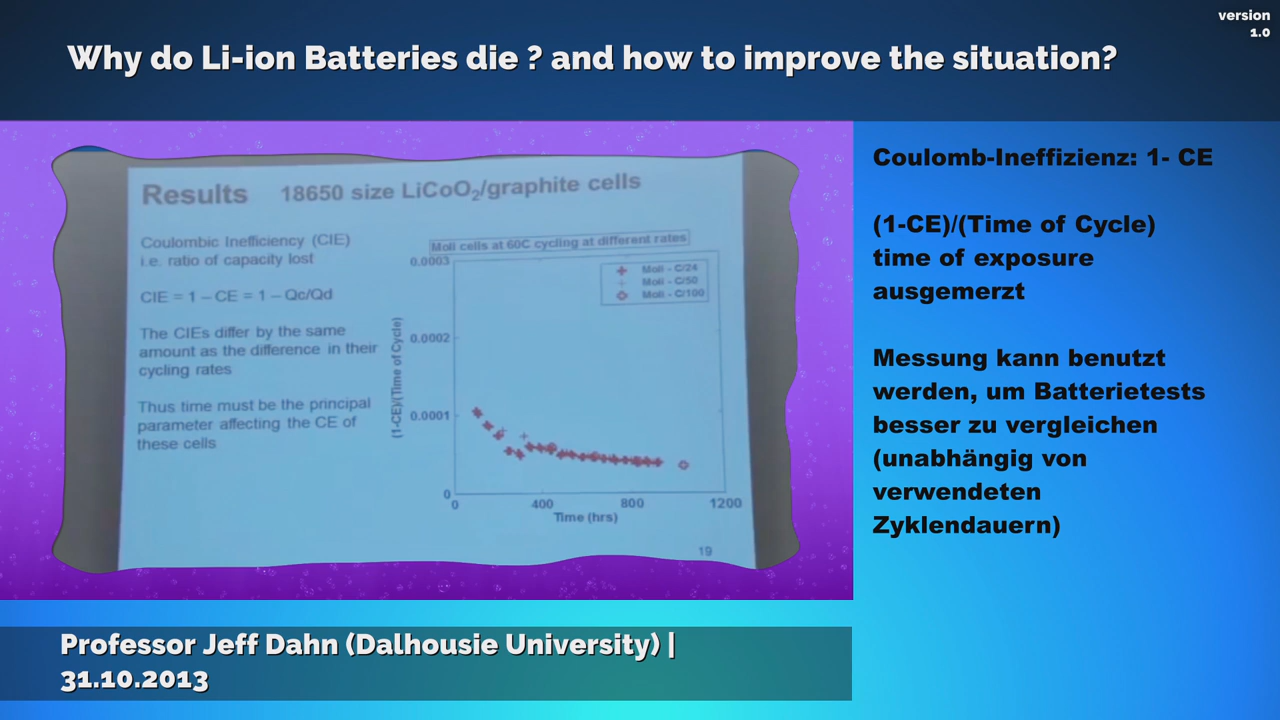 version
1.0
Why do Li-ion Batteries die ? and how to improve the situation?
Results 18650 size LiCoO₂/graphite cells
Coulombic Inefficiency (CIE)
i.e. ratio of capacity lost
CIE = 1 – CE = 1 – Qc/Qd
The CIEs differ by the same
amount as the difference in their
cycling rates
Thus time must be the principal
parameter affecting the CE of
these cells
Moli cells at 60C cycling at different rates
Moli - C/24
Moli - C/50
Moli - C/100
(1-CE)/(Time of Cycle)
0.0003
0.0002
0.0001
0
0 400 800 1200
Time (hrs)
19
Coulomb-Ineffizienz: 1- CE
(1-CE)/(Time of Cycle)
time of exposure
ausgemerzt
Messung kann benutzt
werden, um Batterietests
besser zu vergleichen
(unabhängig von
verwendeten
Zyklendauern)
Professor Jeff Dahn (Dalhousie University) |
31.10.2013